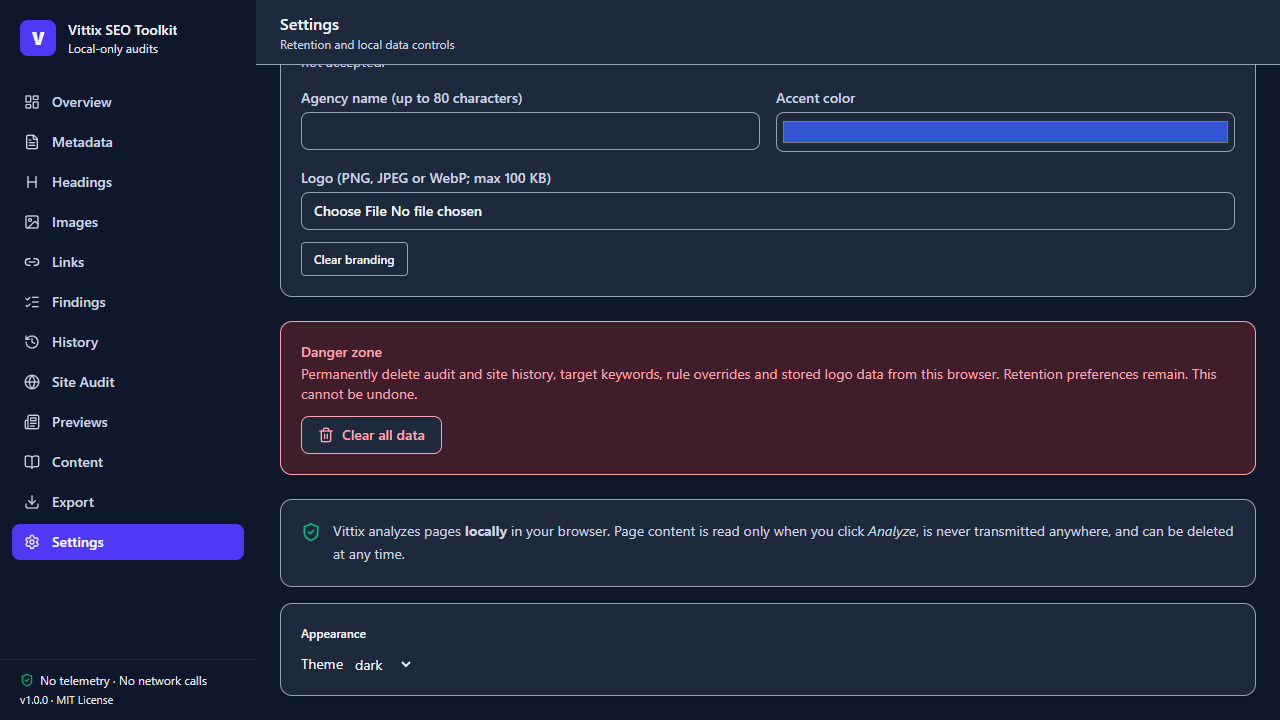 V
Vittix SEO Toolkit
Local-only audits
Overview
Metadata
Headings
Images
Links
Findings
History
Site Audit
Previews
Content
Export
Settings
No telemetry · No network calls
v1.0.0 · MIT License
Settings
Retention and local data controls
not accepted.
Agency name (up to 80 characters)
Accent color
Logo (PNG, JPEG or WebP; max 100 KB)
Choose File No file chosen
Clear branding
Danger zone
Permanently delete audit and site history, target keywords, rule overrides and stored logo data from this browser. Retention preferences remain. This
cannot be undone.
Clear all data
Vittix analyzes pages locally in your browser. Page content is read only when you click Analyze, is never transmitted anywhere, and can be deleted
at any time.
Appearance
Theme dark